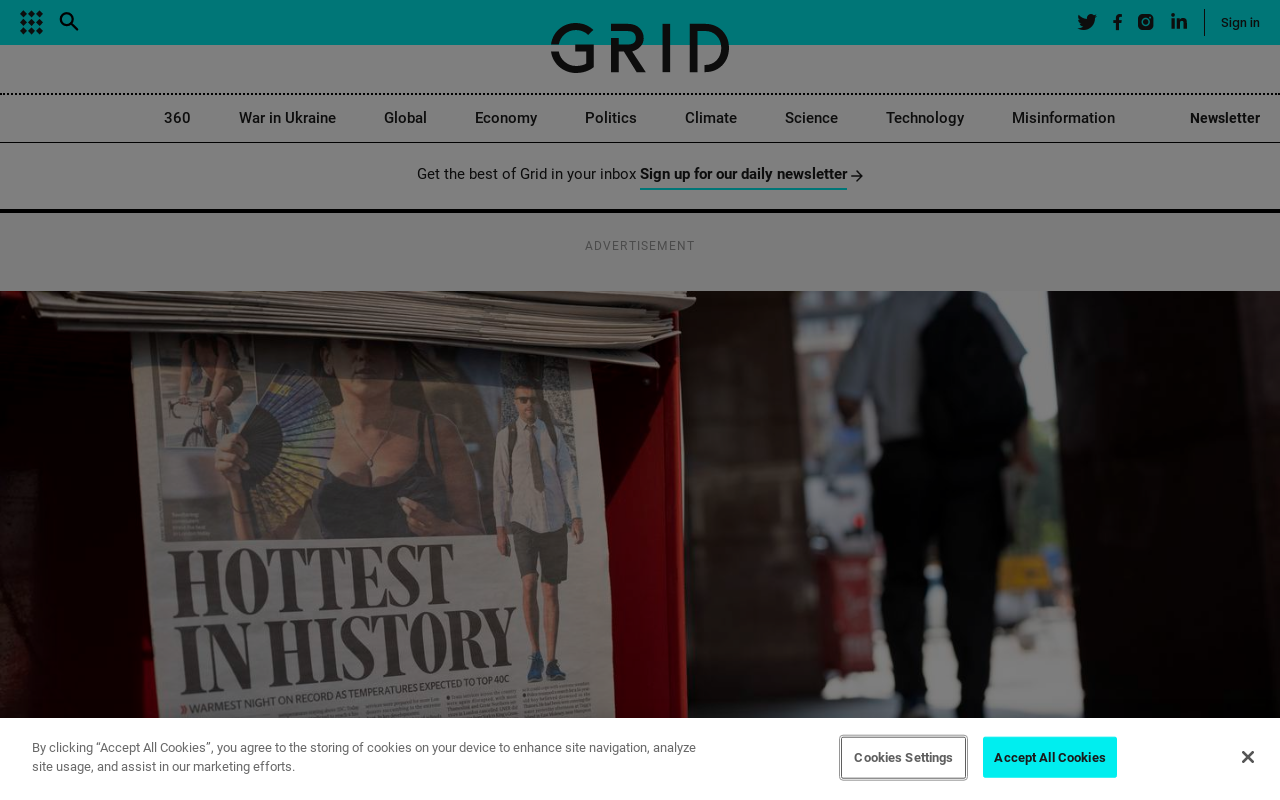 Sign in
GRID
360 War in Ukraine Global Economy Politics Climate Science Technology Misinformation Newsletter
Get the best of Grid in your inbox Sign up for our daily newsletter
ADVERTISEMENT
HOTTEST
IN HISTORY
WARMEST NIGHT ON RECORD AS TEMPERATURES EXPECTED TO TOP 40C
By clicking “Accept All Cookies”, you agree to the storing of cookies on your device to enhance site navigation, analyze
site usage, and assist in our marketing efforts.
Cookies Settings
Accept All Cookies